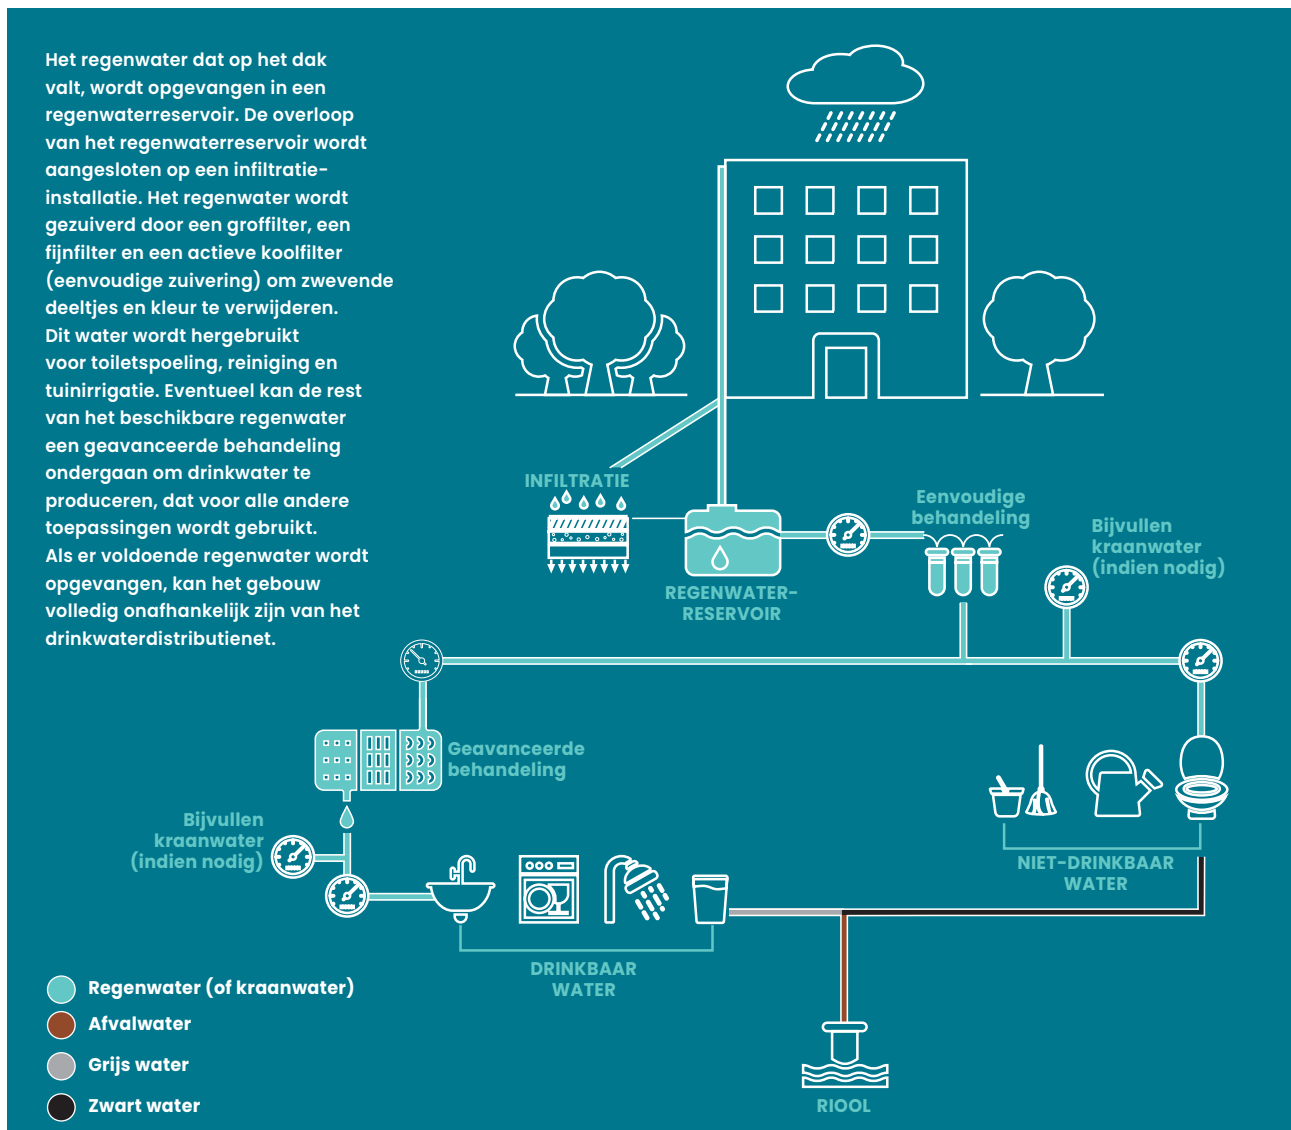 Het regenwater dat op het dak
valt, wordt opgevangen in een
regenwaterreservoir. De overloop
van het regenwaterreservoir wordt
aangesloten op een infiltratie-
installatie. Het regenwater wordt
gezuiverd door een groffilter, een
fijnfilter en een actieve koolfilter
(eenvoudige zuivering) om zwevende
deeltjes en kleur te verwijderen.
Dit water wordt hergebruikt
voor toiletspoeling, reiniging en
tuinirrigatie. Eventueel kan de rest
van het beschikbare regenwater
een geavanceerde behandeling
ondergaan om drinkwater te
produceren, dat voor alle andere
toepassingen wordt gebruikt.
Als er voldoende regenwater wordt
opgevangen, kan het gebouw
volledig onafhankelijk zijn van het
drinkwaterdistributienet.
INFILTRATIE
REGENWATER-
RESERVOIR
Eenvoudige
behandeling
Bijvullen
kraanwater
(indien nodig)
Geavanceerde
behandeling
Bijvullen
kraanwater
(indien nodig)
NIET-DRINKBAAR
WATER
DRINKBAAR
WATER
RIOOL
Regenwater (of kraanwater)
Afvalwater
Grijs water
Zwart water